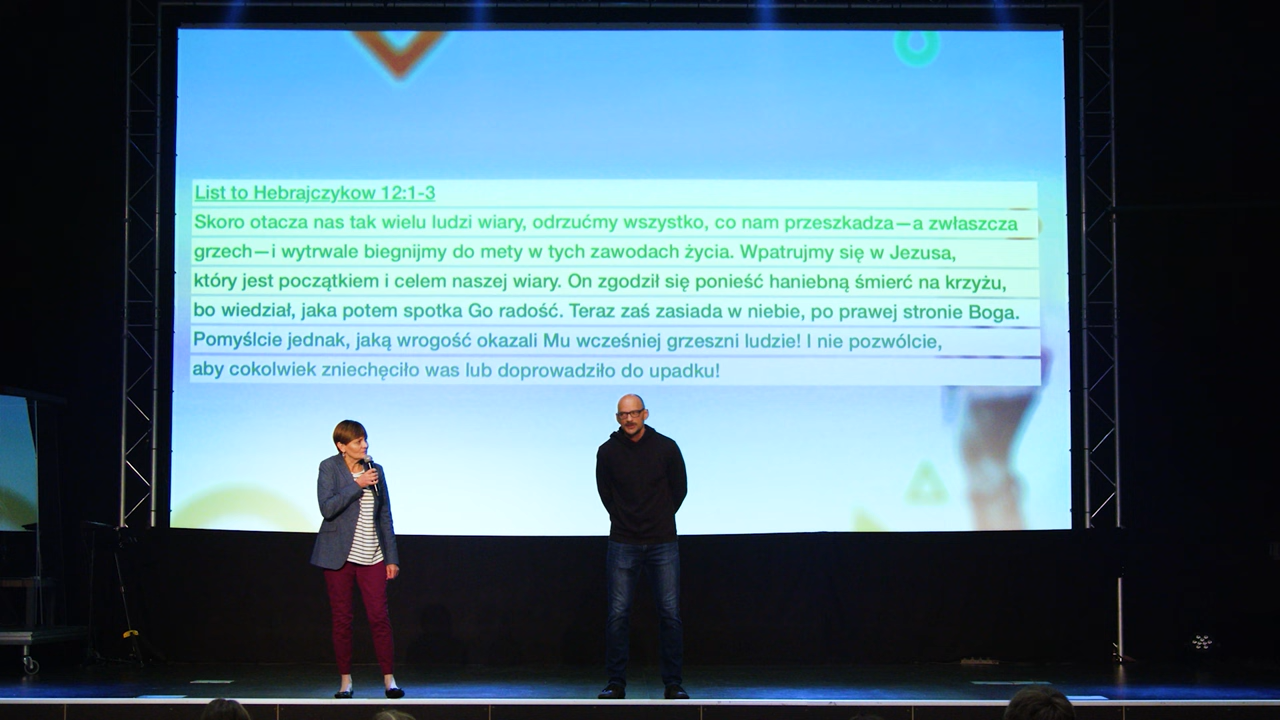 List to Hebrajczykow 12:1-3
Skoro otacza nas tak wielu ludzi wiary, odrzućmy wszystko, co nam przeszkadza—a zwłaszcza
grzech—i wytrwale biegnijmy do mety w tych zawodach życia. Wpatrujmy się w Jezusa,
który jest początkiem i celem naszej wiary. On zgodził się ponieść haniebną śmierć na krzyżu,
bo wiedział, jaka potem spotka Go radość. Teraz zaś zasiada w niebie, po prawej stronie Boga.
Pomyślcie jednak, jaką wrogość okazali Mu wcześniej grzeszni ludzie! I nie pozwólcie,
aby cokolwiek zniechęciło was lub doprowadziło do upadku!